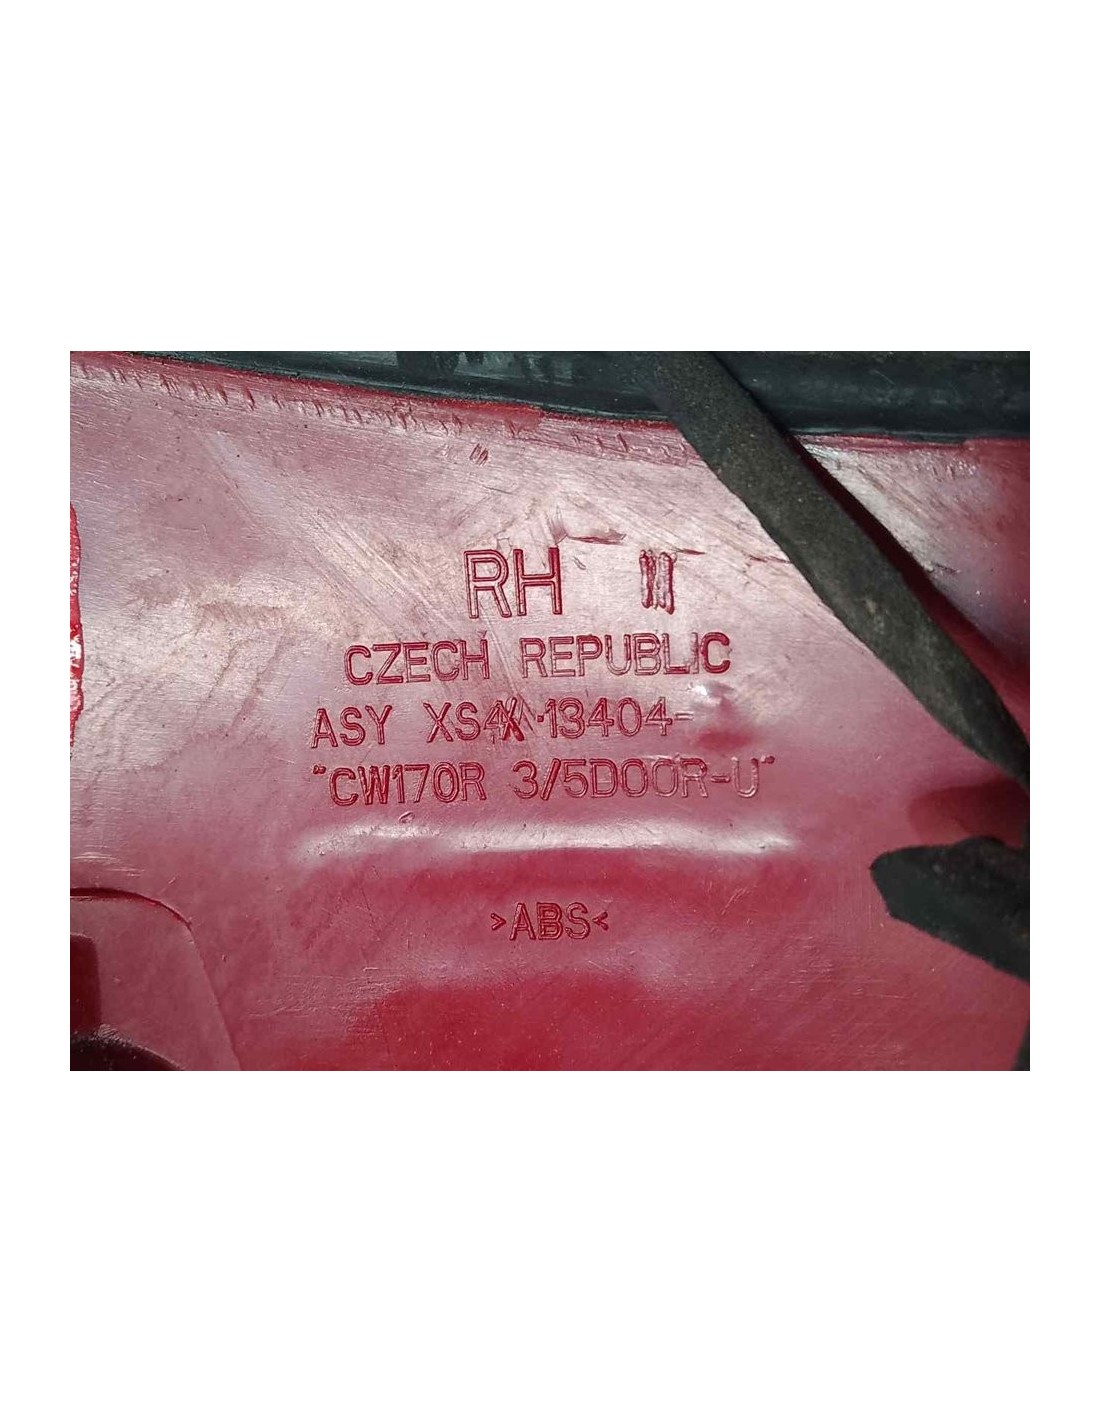 RH
CZECH REPUBLIC
ASY XS4X-13404-
"CW170R 3/5DOOR-U"
>ABS<